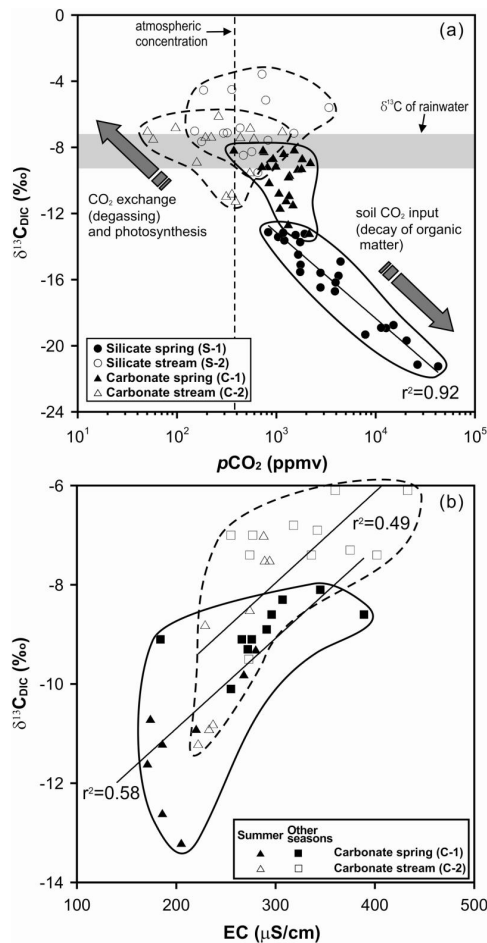 (a)
atmospheric
concentration
δ¹³C of rainwater
CO₂ exchange
(degassing)
and photosynthesis
soil CO₂ input
(decay of organic
matter)
r²=0.92
Silicate spring (S-1)
Silicate stream (S-2)
Carbonate spring (C-1)
Carbonate stream (C-2)
0
-4
-8
-12
-16
-20
-24
δ¹³C_DIC (‰)
10¹ 10² 10³ 10⁴ 10⁵
pCO₂ (ppmv)
(b)
r²=0.49
r²=0.58
-6
-8
-10
-12
-14
δ¹³C_DIC (‰)
Summer Other
seasons
Carbonate spring (C-1)
Carbonate stream (C-2)
100 200 300 400 500
EC (μS/cm)